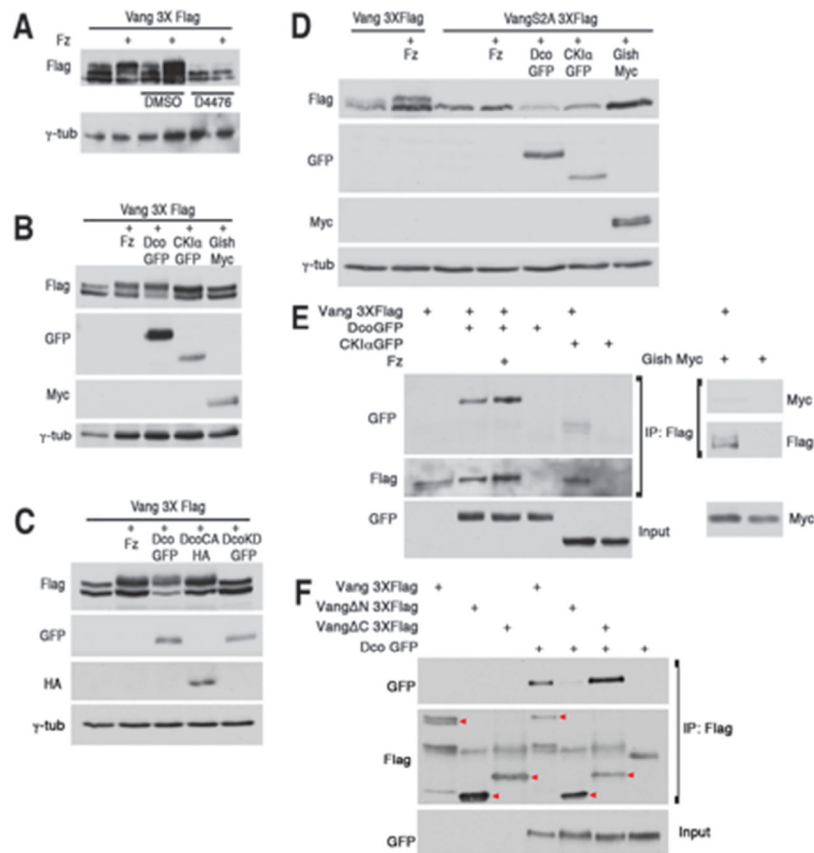 A
Vang 3X Flag
+ +  +
Fz
Flag
DMSO D4476
γ-tub
B
Vang 3X Flag
+ + + +
Fz Dco CKIα Gish
GFP GFP Myc
Flag
GFP
Myc
γ-tub
C
Vang 3X Flag
+ + + +
Fz Dco DcoCA DcoKD
GFP HA GFP
Flag
GFP
HA
γ-tub
D
Vang 3XFlag VangS2A 3XFlag
+ + + + +
Fz Fz Dco CKIα Gish
GFP GFP Myc
Flag
GFP
Myc
γ-tub
E
Vang 3XFlag + + + + +
DcoGFP + + +
CKIαGFP + +
Fz +
Gish Myc + +
GFP
Flag
IP: Flag
GFP
Input
Myc
Flag
Myc
F
Vang 3XFlag + +
VangΔN 3XFlag + +
VangΔC 3XFlag + +
Dco GFP + + + +
GFP
Flag
IP: Flag
GFP
Input